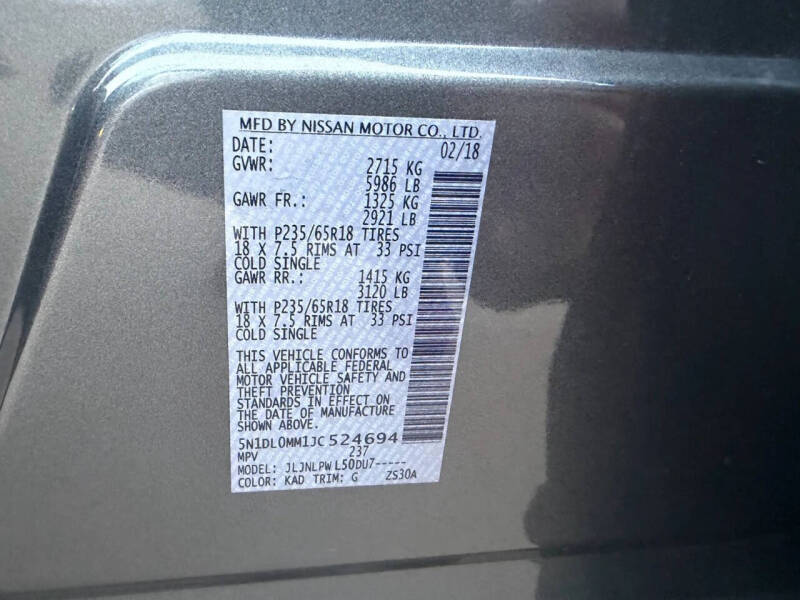 MFD BY NISSAN MOTOR CO., LTD.
DATE: 02/18
GVWR: 2715 KG
5986 LB
GAWR FR.: 1325 KG
2921 LB
WITH P235/65R18 TIRES
18 X 7.5 RIMS AT 33 PSI
COLD SINGLE
GAWR RR.: 1415 KG
3120 LB
WITH P235/65R18 TIRES
18 X 7.5 RIMS AT 33 PSI
COLD SINGLE
THIS VEHICLE CONFORMS TO
ALL APPLICABLE FEDERAL
MOTOR VEHICLE SAFETY AND
THEFT PREVENTION
STANDARDS IN EFFECT ON
THE DATE OF MANUFACTURE
SHOWN ABOVE.
5N1DL0MM1JC 524694
MPV 237
MODEL: JLJNLPW L50DU7-----
COLOR: KAD TRIM: G ZS30A